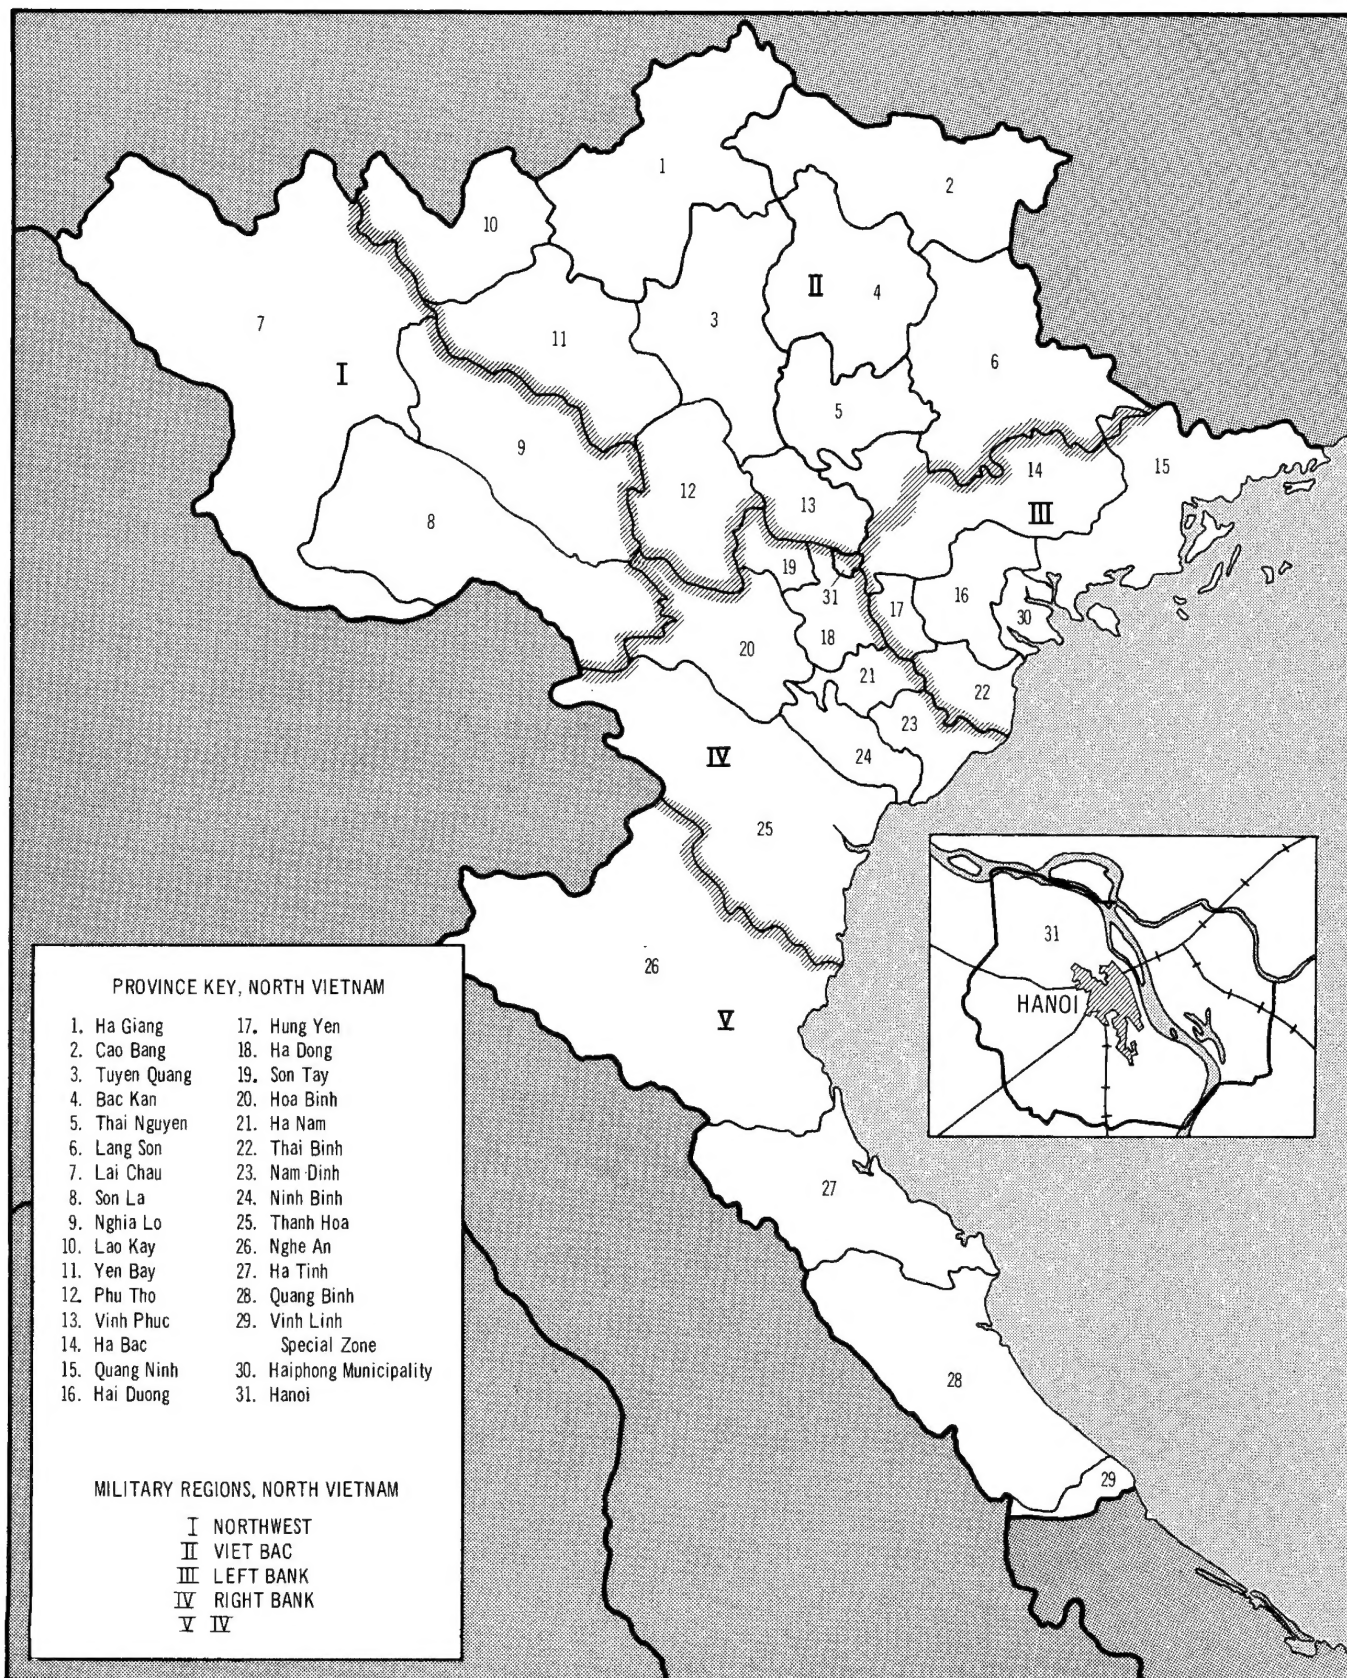 1
2
10
II
4
7
3
11
6
I
5
9
14
15
12
13
8
III
19
31
17
16
30
18
20
21
22
23
IV
24
25
31
26
HANOI
V
27
28
29
PROVINCE KEY, NORTH VIETNAM
1. Ha Giang
2. Cao Bang
3. Tuyen Quang
4. Bac Kan
5. Thai Nguyen
6. Lang Son
7. Lai Chau
8. Son La
9. Nghia Lo
10. Lao Kay
11. Yen Bay
12. Phu Tho
13. Vinh Phuc
14. Ha Bac
15. Quang Ninh
16. Hai Duong
17. Hung Yen
18. Ha Dong
19. Son Tay
20. Hoa Binh
21. Ha Nam
22. Thai Binh
23. Nam Dinh
24. Ninh Binh
25. Thanh Hoa
26. Nghe An
27. Ha Tinh
28. Quang Binh
29. Vinh Linh
Special Zone
30. Haiphong Municipality
31. Hanoi
MILITARY REGIONS, NORTH VIETNAM
I NORTHWEST
II VIET BAC
III LEFT BANK
IV RIGHT BANK
V IV